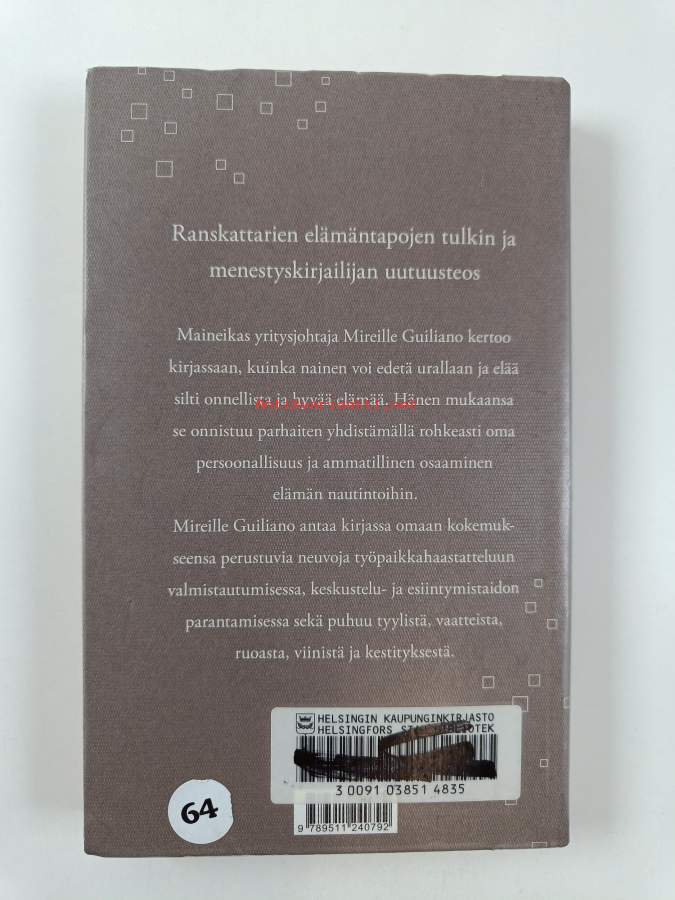 Ranskattarien elämäntapojen tulkin ja
menestyskirjailijan uutuusteos
Maineikas yritysjohtaja Mireille Guiliano kertoo
kirjassaan, kuinka nainen voi edetä urallaan ja elää
silti onnellista ja hyvää elämää. Hänen mukaansa
se onnistuu parhaiten yhdistämällä rohkeasti oma
persoonallisuus ja ammatillinen osaaminen
elämän nautintoihin.
Mireille Guiliano antaa kirjassa omaan kokemuk-
seensa perustuvia neuvoja työpaikkahaastatteluun
valmistautumisessa, keskustelu- ja esiintymistaidon
parantamisessa sekä puhuu tyylistä, vaatteista,
ruoasta, viinistä ja kestityksestä.
HELSINGIN KAUPUNGINKIRJASTO
HELSINGFORS
3 0091 03851 4835
64
9 789511 240792